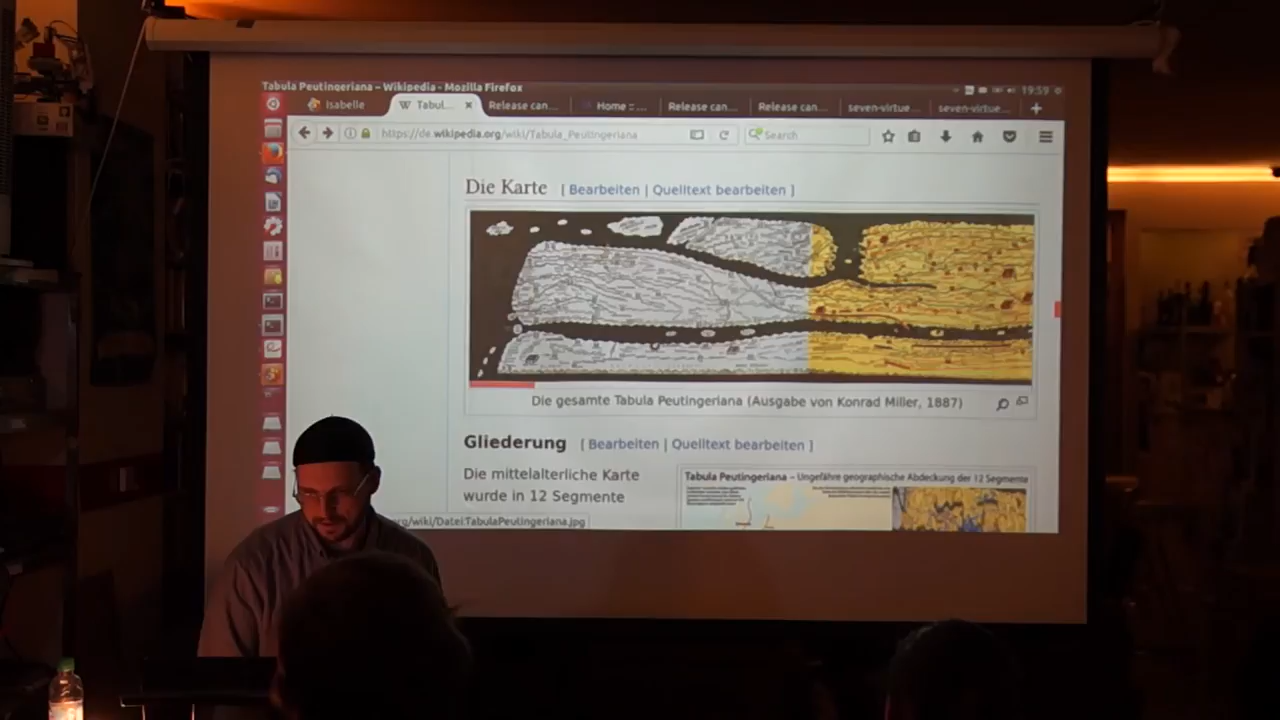 Tabula Peutingeriana – Wikipedia - Mozilla Firefox
19:59
Isabelle
Tabul...
Release can...
Home :: ...
Release can...
Release can...
seven-virtue...
seven-virtue...
https://de.wikipedia.org/wiki/Tabula_Peutingeriana
Search
Die Karte [ Bearbeiten | Quelltext bearbeiten ]
Die gesamte Tabula Peutingeriana (Ausgabe von Konrad Miller, 1887)
Gliederung [ Bearbeiten | Quelltext bearbeiten ]
Die mittelalterliche Karte
wurde in 12 Segmente
Tabula Peutingeriana – Ungefähre geographische Abdeckung der 12 Segmente
org/wiki/Datei:TabulaPeutingeriana.jpg